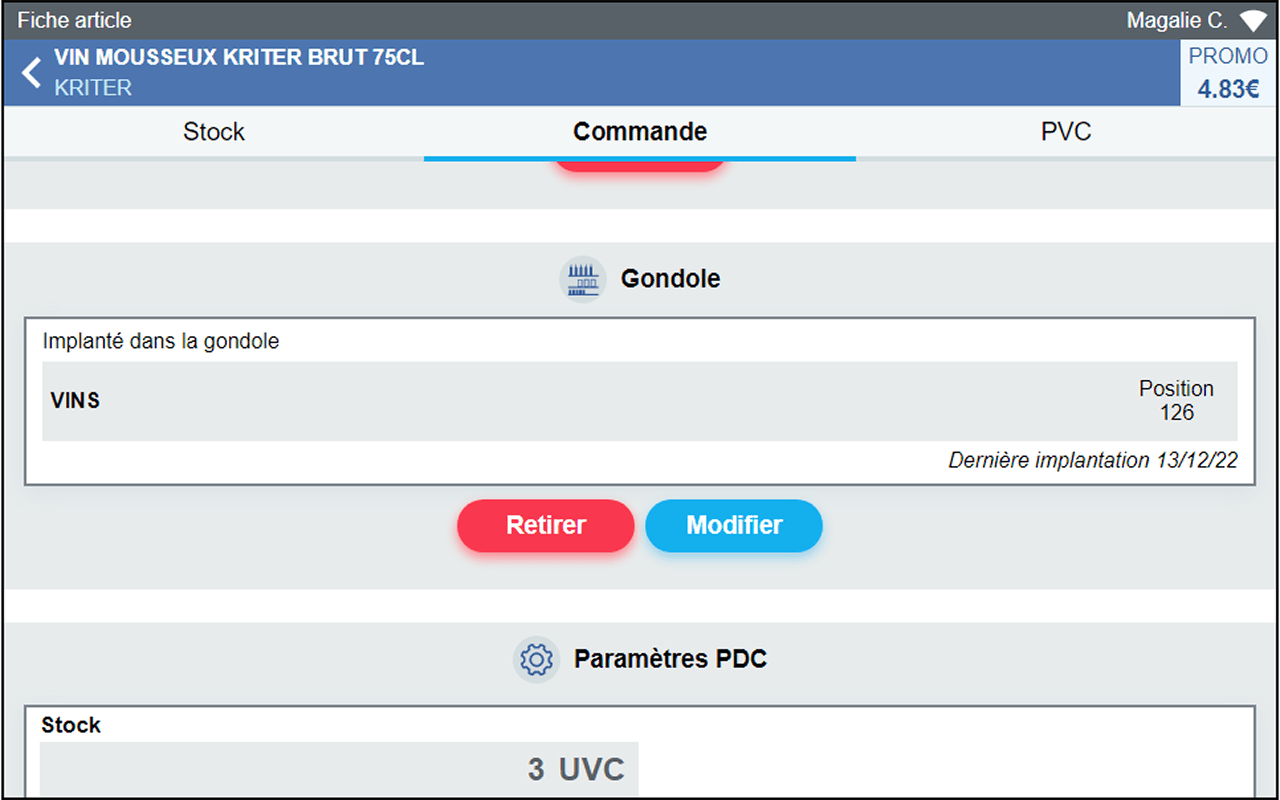 Fiche article
Magalie C.
VIN MOUSSEUX KRITER BRUT 75CL
KRITER
PROMO
4.83€
Stock
Commande
PVC
Gondole
Implanté dans la gondole
VINS
Position
126
Dernière implantation 13/12/22
Retirer
Modifier
Paramètres PDC
Stock
3 UVC